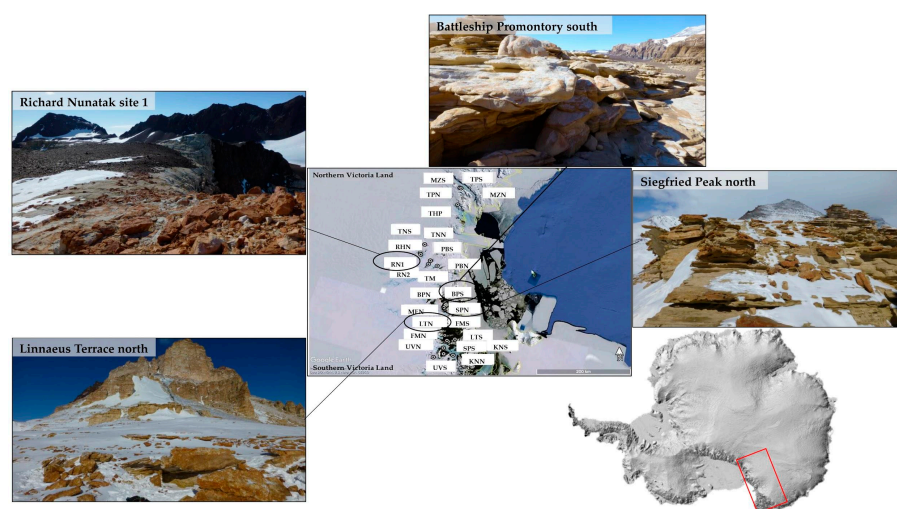 Battleship Promontory south
Richard Nunatak site 1
Northern Victoria Land
Siegfried Peak north
MZS TPS
TPN MZN
THP
TNS TNN
RHN PBS
RN1 PBN
RN2 TM
BPN BPS
SPN
LTN FMS
FMN LTS
UVN SPS KNS
KNN
UVS
Southern Victoria Land
Linnaeus Terrace north